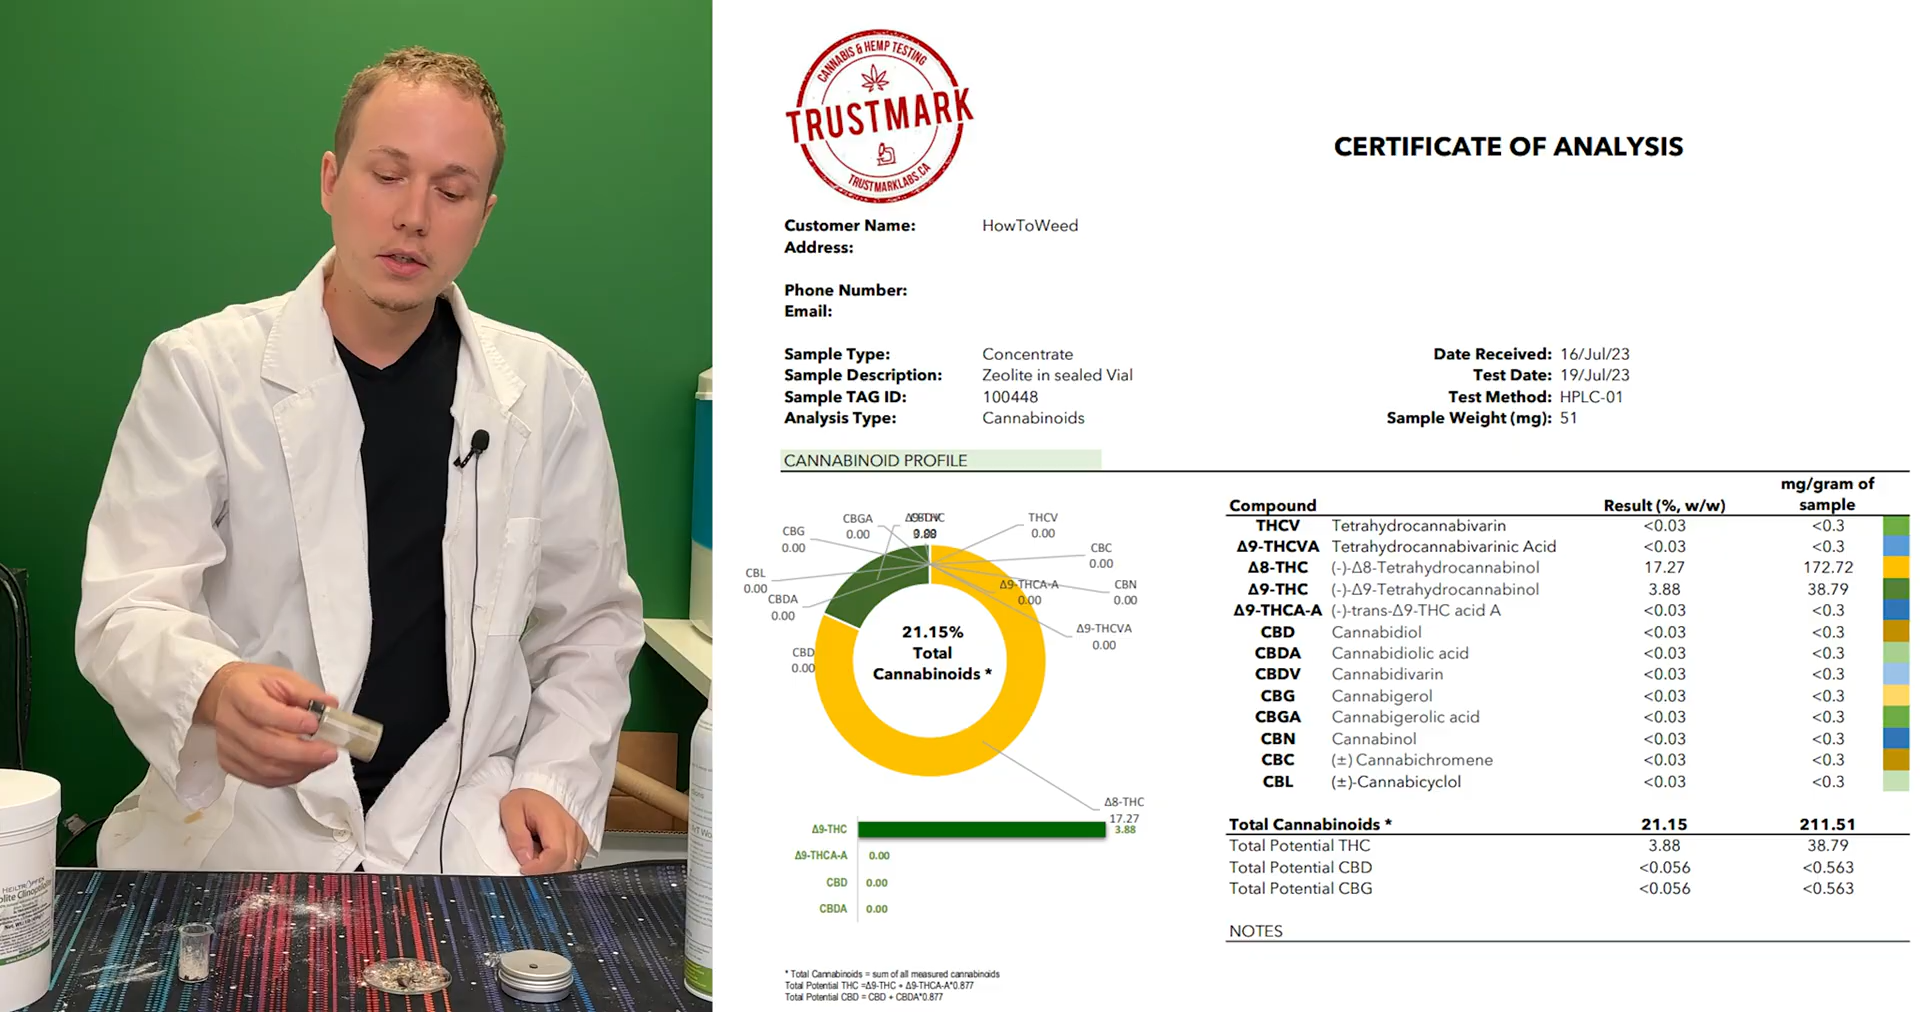 CANNABIS & HEMP TESTING
TRUSTMARK
TRUSTMARKLABS.CA
CERTIFICATE OF ANALYSIS
Customer Name: HowToWeed
Address:
Phone Number:
Email:
Sample Type: Concentrate
Sample Description: Zeolite in sealed Vial
Sample TAG ID: 100448
Analysis Type: Cannabinoids
Date Received: 16/Jul/23
Test Date: 19/Jul/23
Test Method: HPLC-01
Sample Weight (mg): 51
CANNABINOID PROFILE
CBGA
0.00
THCV
0.00
CBG
0.00
CBC
0.00
CBL
0.00
Δ9-THCA-A
0.00
CBN
0.00
CBDA
0.00
Δ9-THCVA
0.00
CBD
0.00
21.15%
Total
Cannabinoids *
Δ8-THC
17.27
Δ9-THC 3.88
Δ9-THCA-A 0.00
CBD 0.00
CBDA 0.00
Compound Result (%, w/w) mg/gram of sample
THCV Tetrahydrocannabivarin <0.03 <0.3
Δ9-THCVA Tetrahydrocannabivarinic Acid <0.03 <0.3
Δ8-THC (-)-Δ8-Tetrahydrocannabinol 17.27 172.72
Δ9-THC (-)-Δ9-Tetrahydrocannabinol 3.88 38.79
Δ9-THCA-A (-)-trans-Δ9-THC acid A <0.03 <0.3
CBD Cannabidiol <0.03 <0.3
CBDA Cannabidiolic acid <0.03 <0.3
CBDV Cannabidivarin <0.03 <0.3
CBG Cannabigerol <0.03 <0.3
CBGA Cannabigerolic acid <0.03 <0.3
CBN Cannabinol <0.03 <0.3
CBC (±) Cannabichromene <0.03 <0.3
CBL (±)-Cannabicyclol <0.03 <0.3
Total Cannabinoids * 21.15 211.51
Total Potential THC 3.88 38.79
Total Potential CBD <0.056 <0.563
Total Potential CBG <0.056 <0.563
NOTES
* Total Cannabinoids = sum of all measured cannabinoids
Total Potential THC =Δ9-THC + Δ9-THCA-A*0.877
Total Potential CBD = CBD + CBDA*0.877
HEILTROPFEN
olite Clinoptilolite